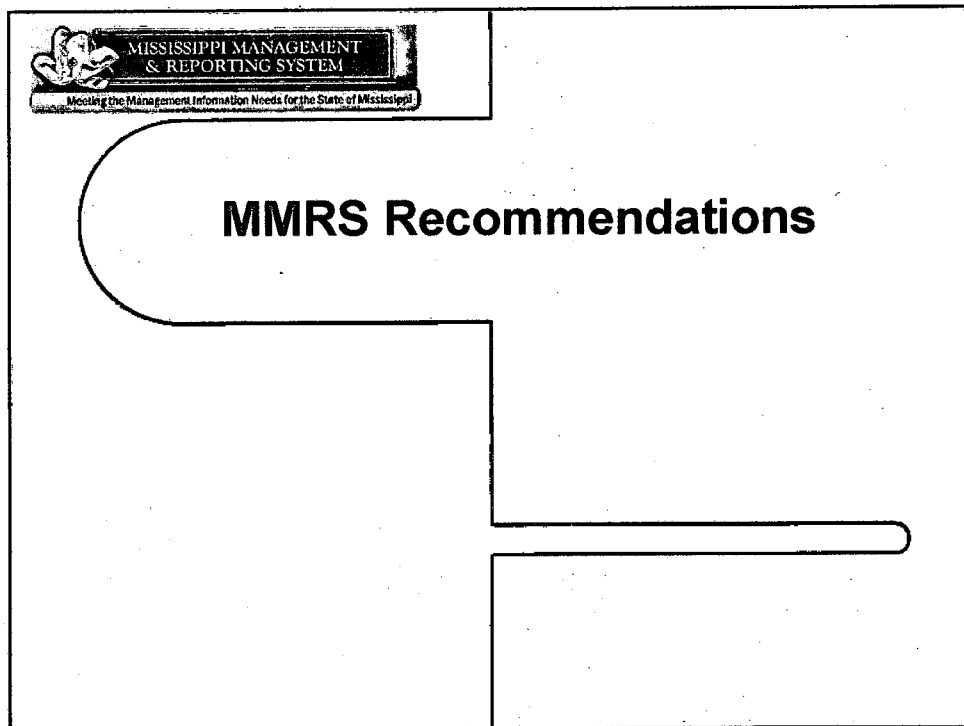 MISSISSIPPI MANAGEMENT
& REPORTING SYSTEM
Meeting the Management Information Needs for the State of Mississippi
MMRS Recommendations